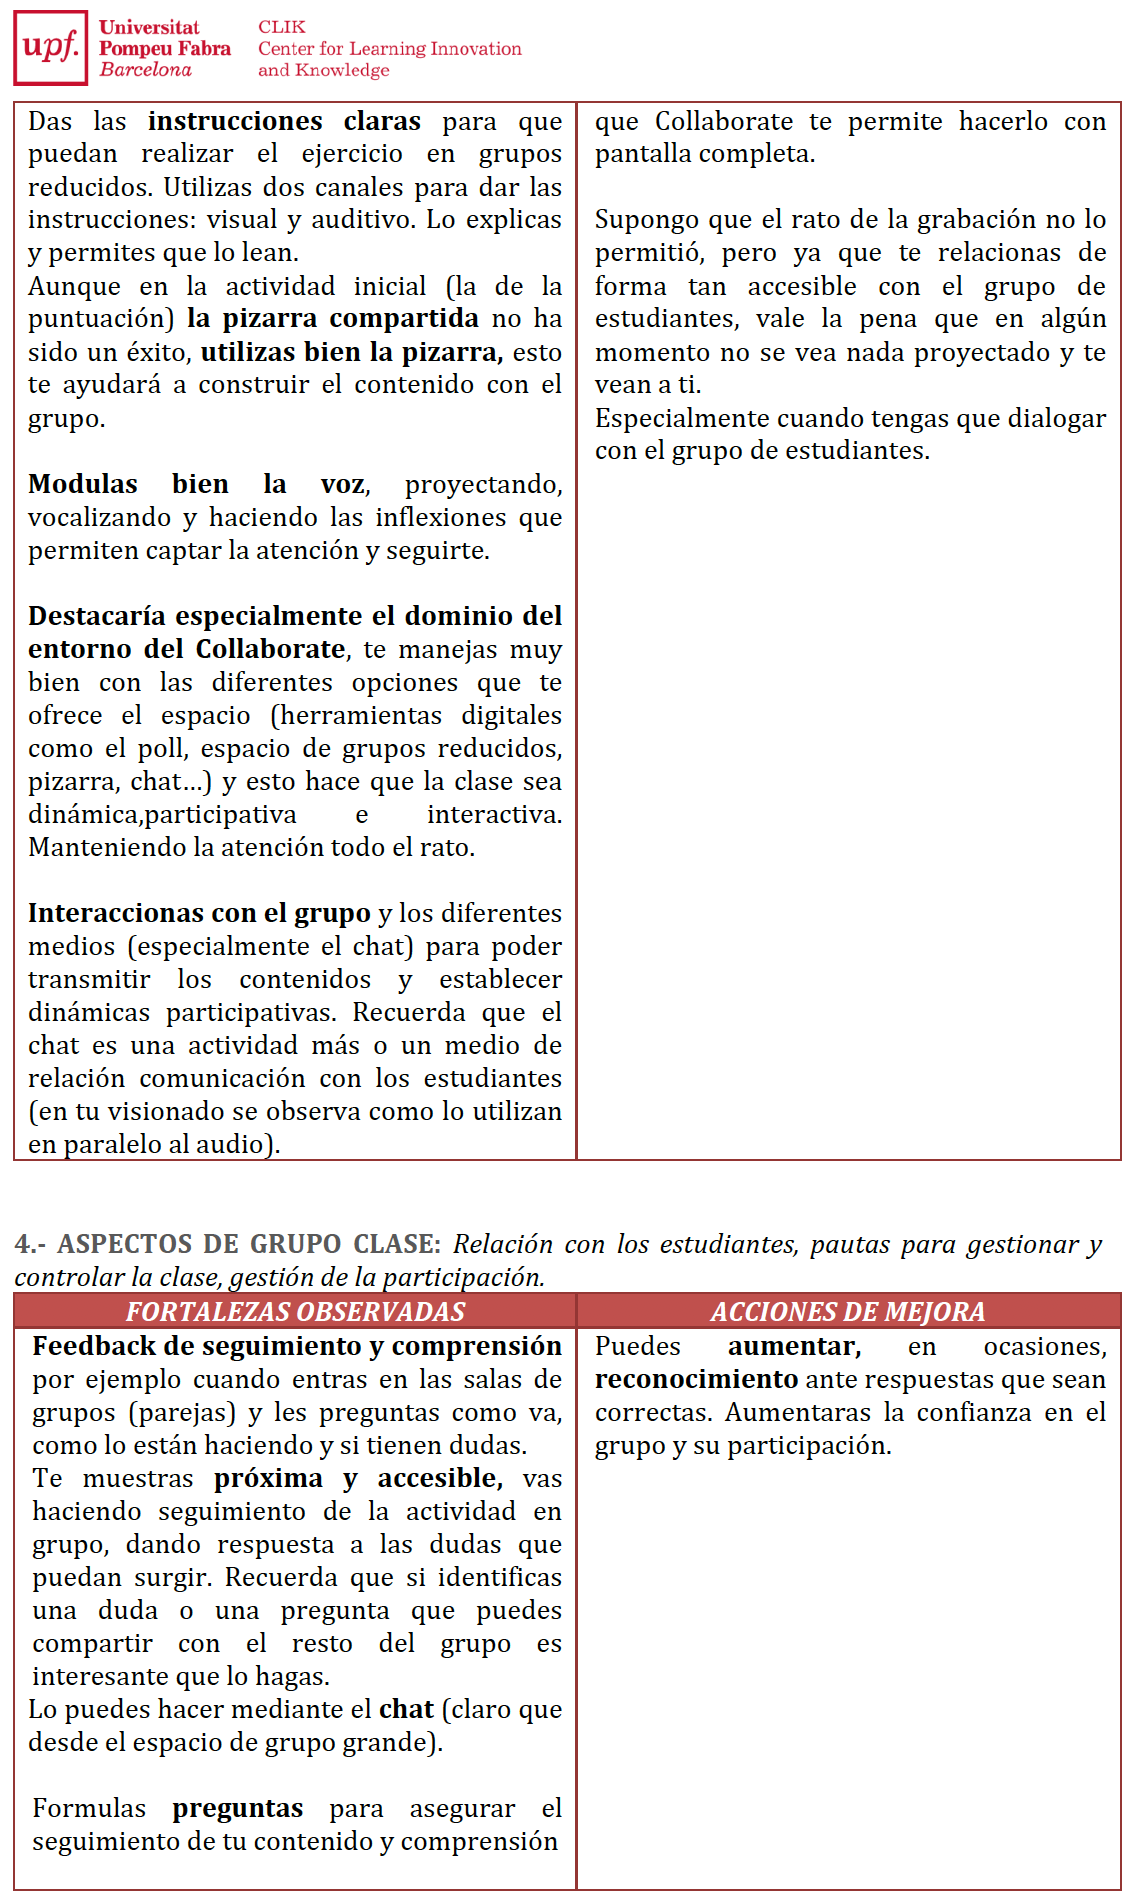 upf.
Universitat
Pompeu Fabra
Barcelona
CLIK
Center for Learning Innovation
and Knowledge
Das las instrucciones claras para que
puedan realizar el ejercicio en grupos
reducidos. Utilizas dos canales para dar las
instrucciones: visual y auditivo. Lo explicas
y permites que lo lean.
Aunque en la actividad inicial (la de la
puntuación) la pizarra compartida no ha
sido un éxito, utilizas bien la pizarra, esto
te ayudará a construir el contenido con el
grupo.
Modulas bien la voz, proyectando,
vocalizando y haciendo las inflexiones que
permiten captar la atención y seguirte.
Destacaría especialmente el dominio del
entorno del Collaborate, te manejas muy
bien con las diferentes opciones que te
ofrece el espacio (herramientas digitales
como el poll, espacio de grupos reducidos,
pizarra, chat...) y esto hace que la clase sea
dinámica,participativa e interactiva.
Manteniendo la atención todo el rato.
Interaccionas con el grupo y los diferentes
medios (especialmente el chat) para poder
transmitir los contenidos y establecer
dinámicas participativas. Recuerda que el
chat es una actividad más o un medio de
relación comunicación con los estudiantes
(en tu visionado se observa como lo utilizan
en paralelo al audio).
que Collaborate te permite hacerlo con
pantalla completa.
Supongo que el rato de la grabación no lo
permitió, pero ya que te relacionas de
forma tan accesible con el grupo de
estudiantes, vale la pena que en algún
momento no se vea nada proyectado y te
vean a ti.
Especialmente cuando tengas que dialogar
con el grupo de estudiantes.
4.- ASPECTOS DE GRUPO CLASE: Relación con los estudiantes, pautas para gestionar y
controlar la clase, gestión de la participación.
FORTALEZAS OBSERVADAS
ACCIONES DE MEJORA
Feedback de seguimiento y comprensión
por ejemplo cuando entras en las salas de
grupos (parejas) y les preguntas como va,
como lo están haciendo y si tienen dudas.
Te muestras próxima y accesible, vas
haciendo seguimiento de la actividad en
grupo, dando respuesta a las dudas que
puedan surgir. Recuerda que si identificas
una duda o una pregunta que puedes
compartir con el resto del grupo es
interesante que lo hagas.
Lo puedes hacer mediante el chat (claro que
desde el espacio de grupo grande).
Formulas preguntas para asegurar el
seguimiento de tu contenido y comprensión
Puedes aumentar, en ocasiones,
reconocimiento ante respuestas que sean
correctas. Aumentaras la confianza en el
grupo y su participación.